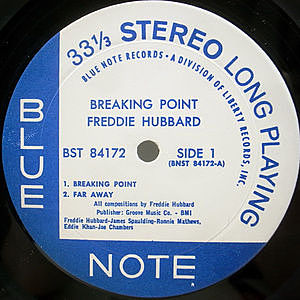 33⅓ STEREO LONG PLAYING
BLUE NOTE RECORDS • A DIVISION OF LIBERTY RECORDS, INC.
BREAKING POINT
FREDDIE HUBBARD
BST 84172 SIDE 1
(BNST 84172-A)
1. BREAKING POINT
2. FAR AWAY
All compositions by Freddie Hubbard
Publisher: Groove Music Co. - BMI
Freddie Hubbard-James Spaulding-Ronnie Mathews,
Eddie Khan-Joe Chambers
BLUE
NOTE